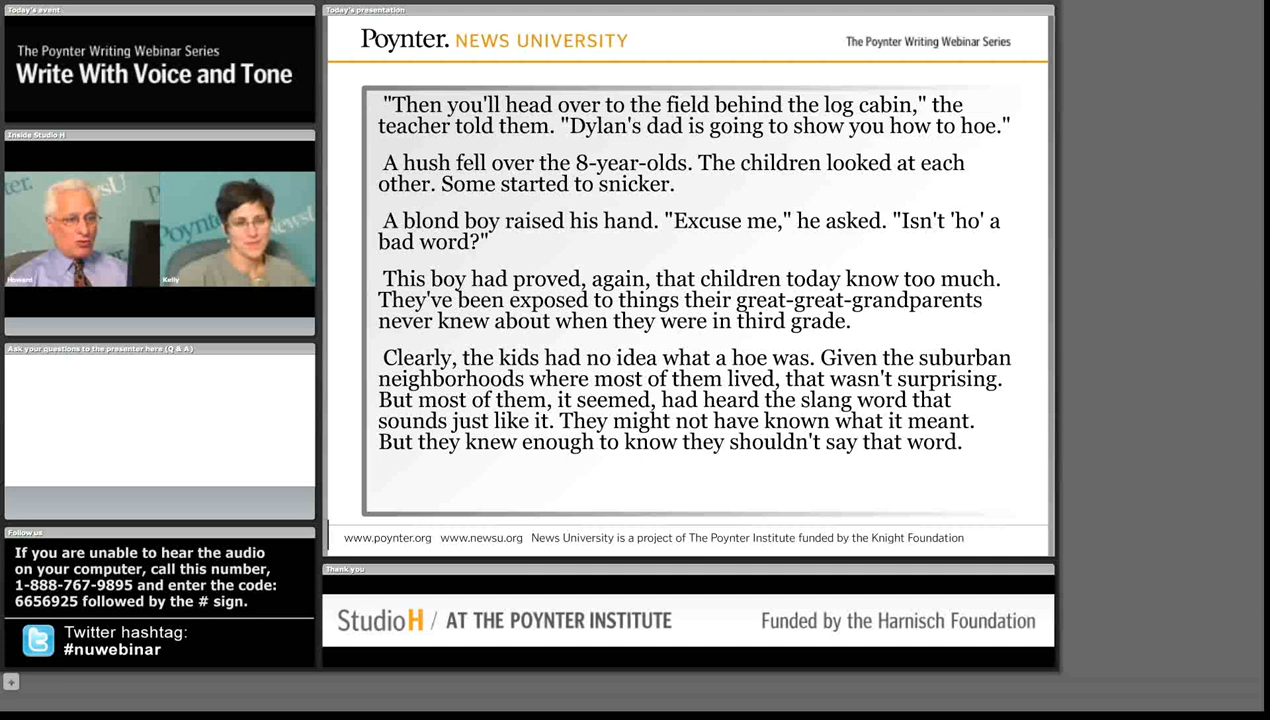 Today's event
The Poynter Writing Webinar Series
Write With Voice and Tone
Inside Studio H
Howard
Kelly
Ask your questions to the presenter here (Q & A)
Follow us
If you are unable to hear the audio
on your computer, call this number,
1-888-767-9895 and enter the code:
6656925 followed by the # sign.
Twitter hashtag:
#nuwebinar
Today's presentation
Poynter. NEWS UNIVERSITY
The Poynter Writing Webinar Series
"Then you'll head over to the field behind the log cabin," the
teacher told them. "Dylan's dad is going to show you how to hoe."
A hush fell over the 8-year-olds. The children looked at each
other. Some started to snicker.
A blond boy raised his hand. "Excuse me," he asked. "Isn't 'ho' a
bad word?"
This boy had proved, again, that children today know too much.
They've been exposed to things their great-great-grandparents
never knew about when they were in third grade.
Clearly, the kids had no idea what a hoe was. Given the suburban
neighborhoods where most of them lived, that wasn't surprising.
But most of them, it seemed, had heard the slang word that
sounds just like it. They might not have known what it meant.
But they knew enough to know they shouldn't say that word.
www.poynter.org www.newsu.org News University is a project of The Poynter Institute funded by the Knight Foundation
Thank you
StudioH / AT THE POYNTER INSTITUTE
Funded by the Harnisch Foundation